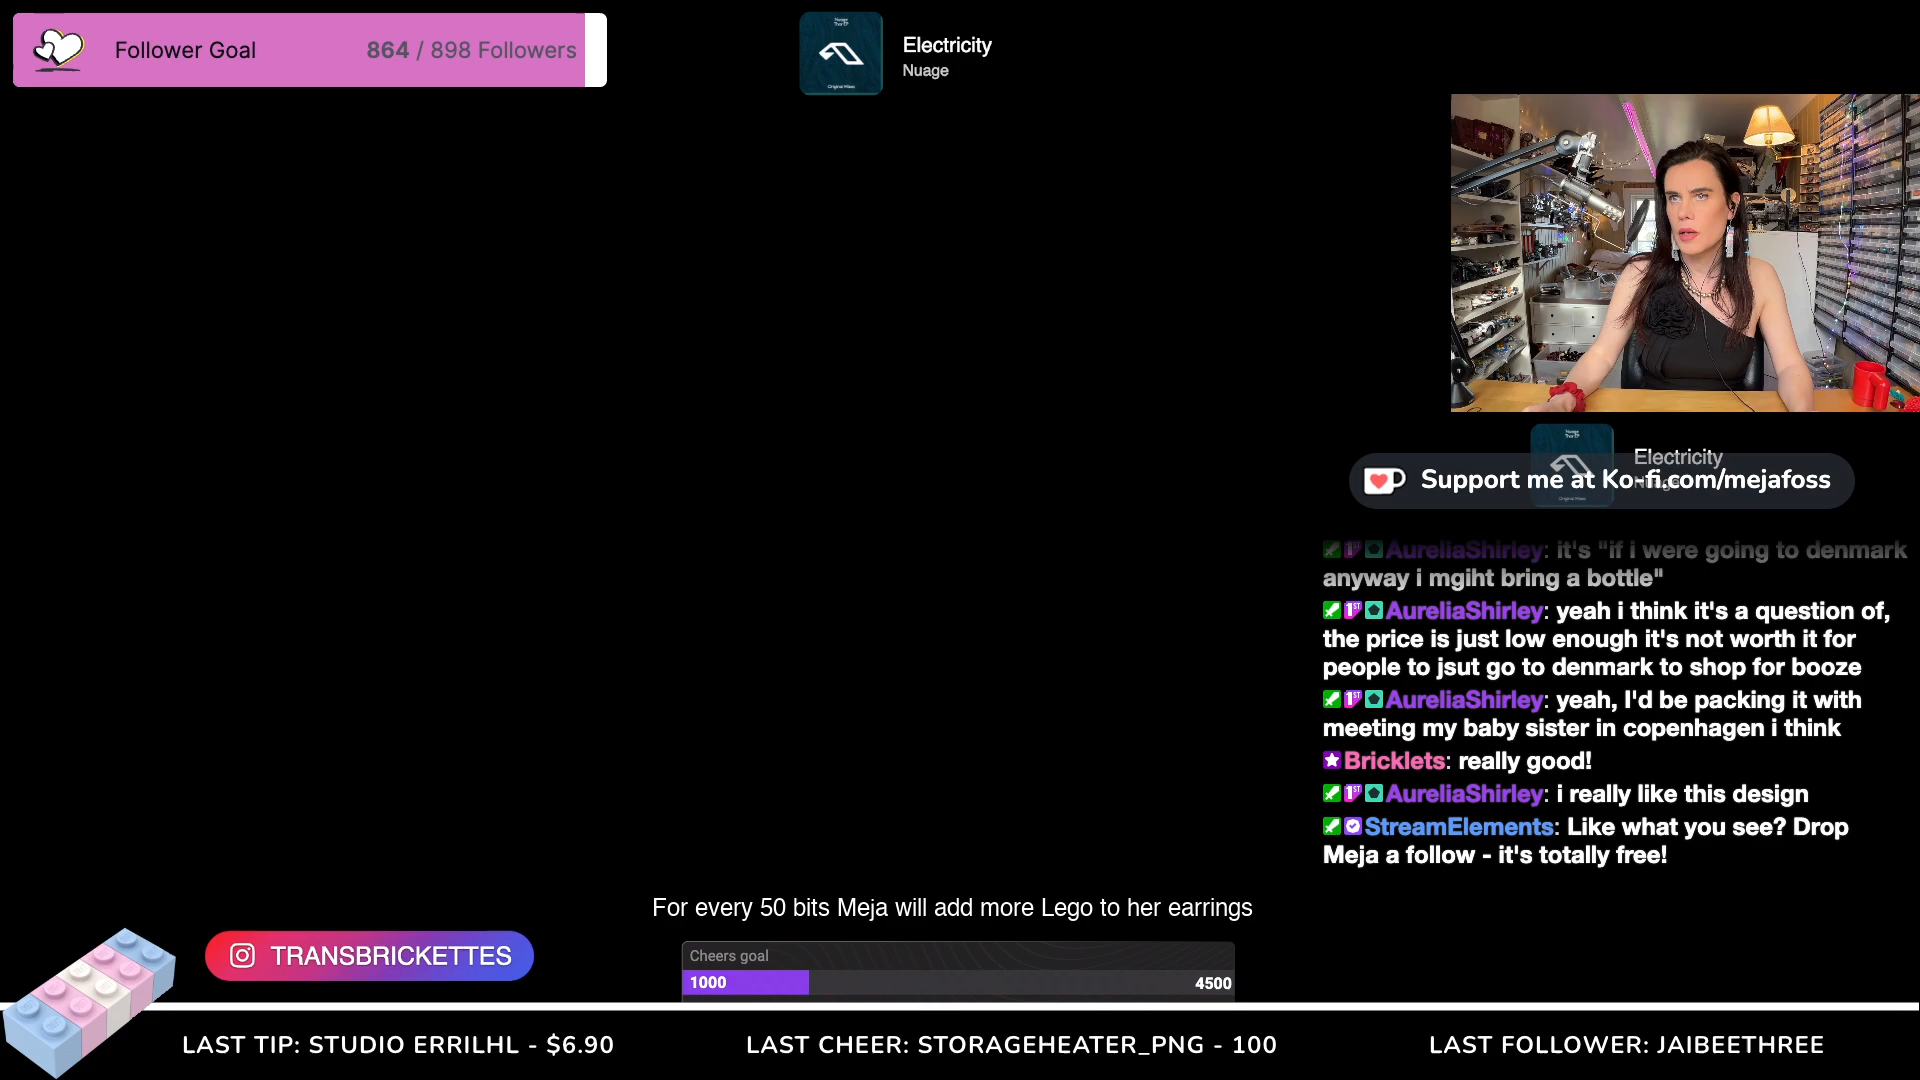 Follower Goal
864 / 898 Followers
Electricity
Nuage
Electricity
Support me at Ko-fi.com/mejafoss
AureliaShirley: it's "if i were going to denmark
anyway i mgiht bring a bottle"
AureliaShirley: yeah i think it's a question of,
the price is just low enough it's not worth it for
people to jsut go to denmark to shop for booze
AureliaShirley: yeah, I'd be packing it with
meeting my baby sister in copenhagen i think
Bricklets: really good!
AureliaShirley: i really like this design
StreamElements: Like what you see? Drop
Meja a follow - it's totally free!
For every 50 bits Meja will add more Lego to her earrings
Cheers goal
1000
4500
TRANSBRICKETTES
LAST TIP: STUDIO ERRILHL - $6.90
LAST CHEER: STORAGEHEATER_PNG - 100
LAST FOLLOWER: JAIBEETHREE